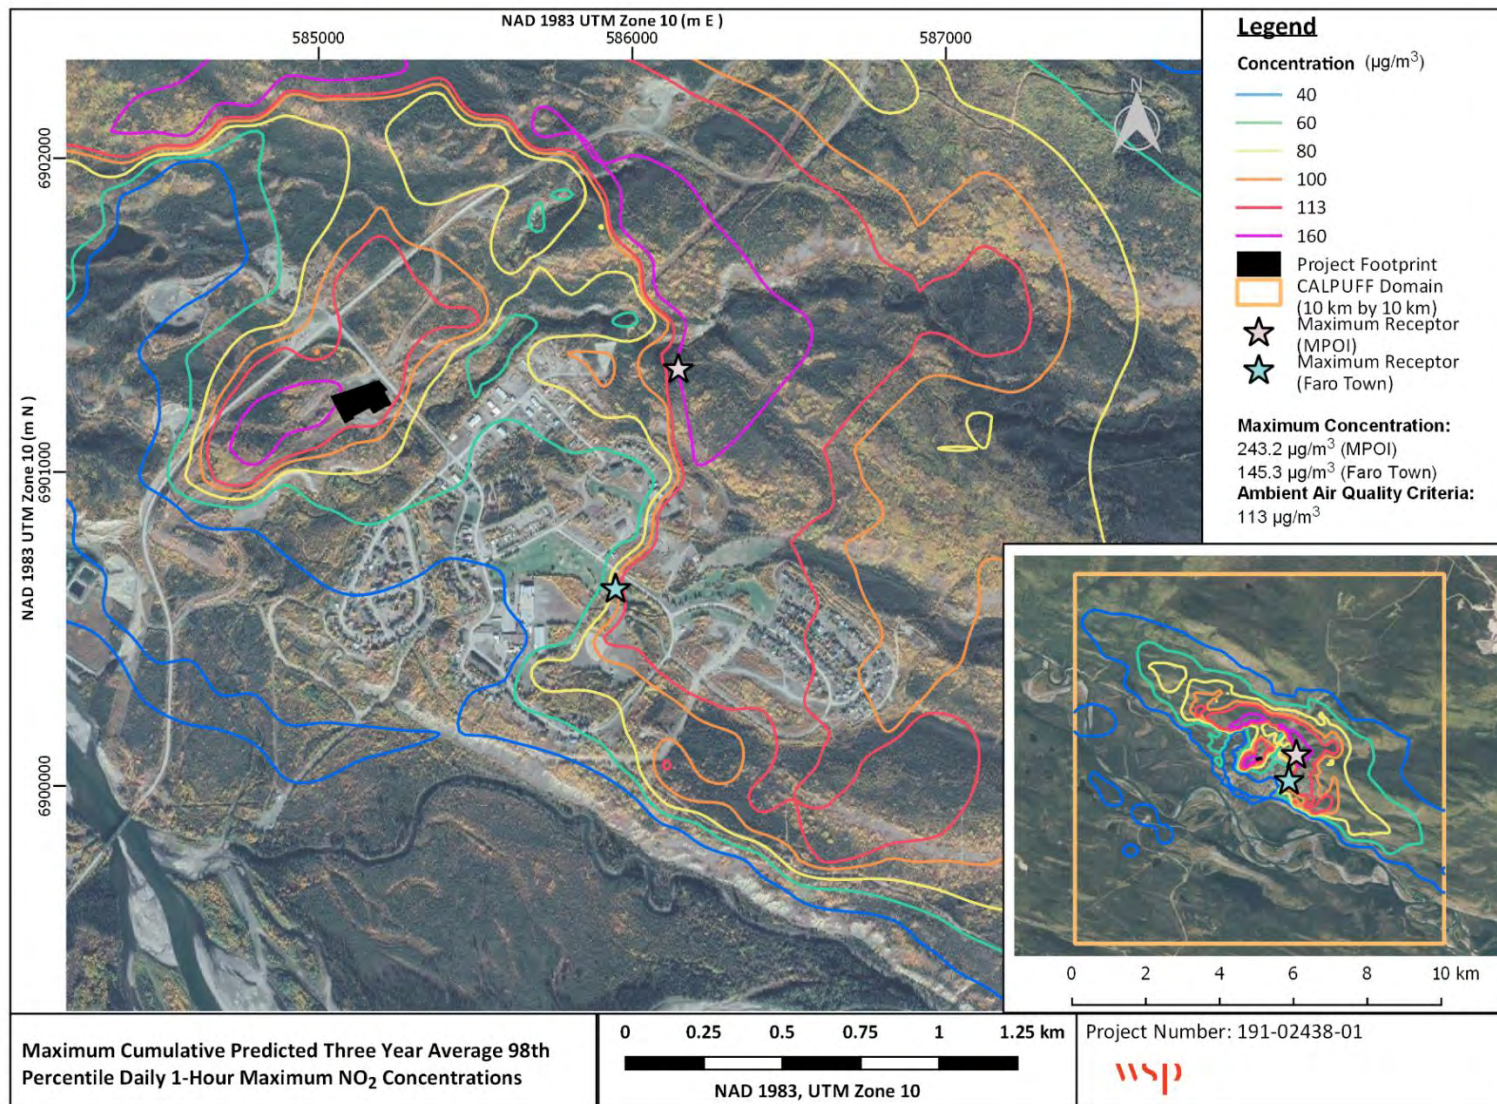 NAD 1983 UTM Zone 10 (m E )
585000
586000
587000
NAD 1983 UTM Zone 10 (m N )
6902000
6901000
6900000
N
Legend
Concentration (µg/m³)
40
60
80
100
113
160
Project Footprint
CALPUFF Domain
(10 km by 10 km)
Maximum Receptor
(MPOI)
Maximum Receptor
(Faro Town)
Maximum Concentration:
243.2 µg/m³ (MPOI)
145.3 µg/m³ (Faro Town)
Ambient Air Quality Criteria:
113 µg/m³
0 2 4 6 8 10 km
Maximum Cumulative Predicted Three Year Average 98th
Percentile Daily 1-Hour Maximum NO₂ Concentrations
0 0.25 0.5 0.75 1 1.25 km
NAD 1983, UTM Zone 10
Project Number: 191-02438-01
wsp